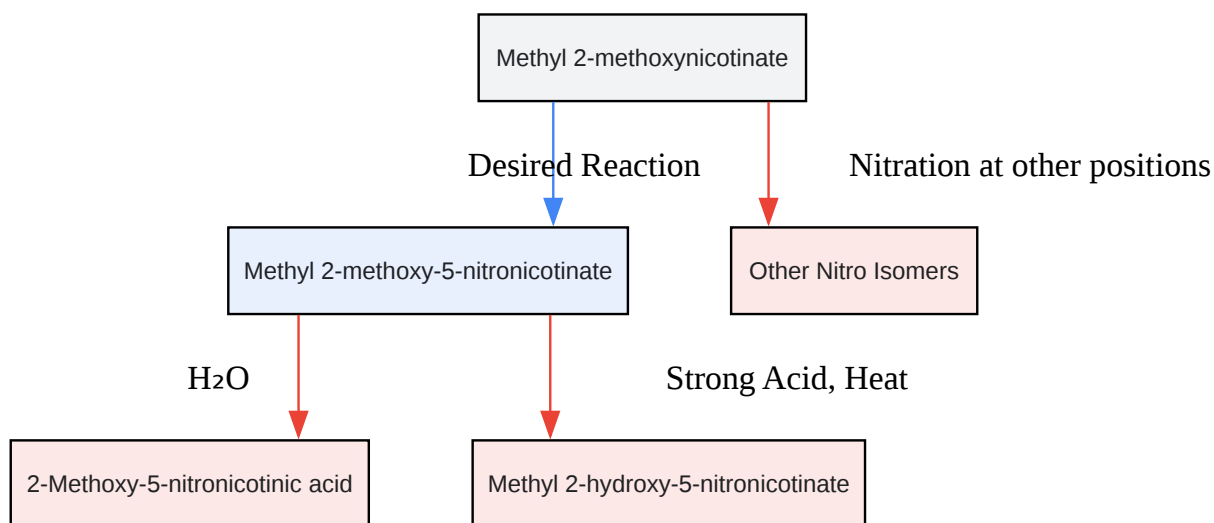 Methyl 2-methoxynicotinate
Desired Reaction
Nitration at other positions
Methyl 2-methoxy-5-nitronicotinate
Other Nitro Isomers
H₂O
Strong Acid, Heat
2-Methoxy-5-nitronicotinic acid
Methyl 2-hydroxy-5-nitronicotinate